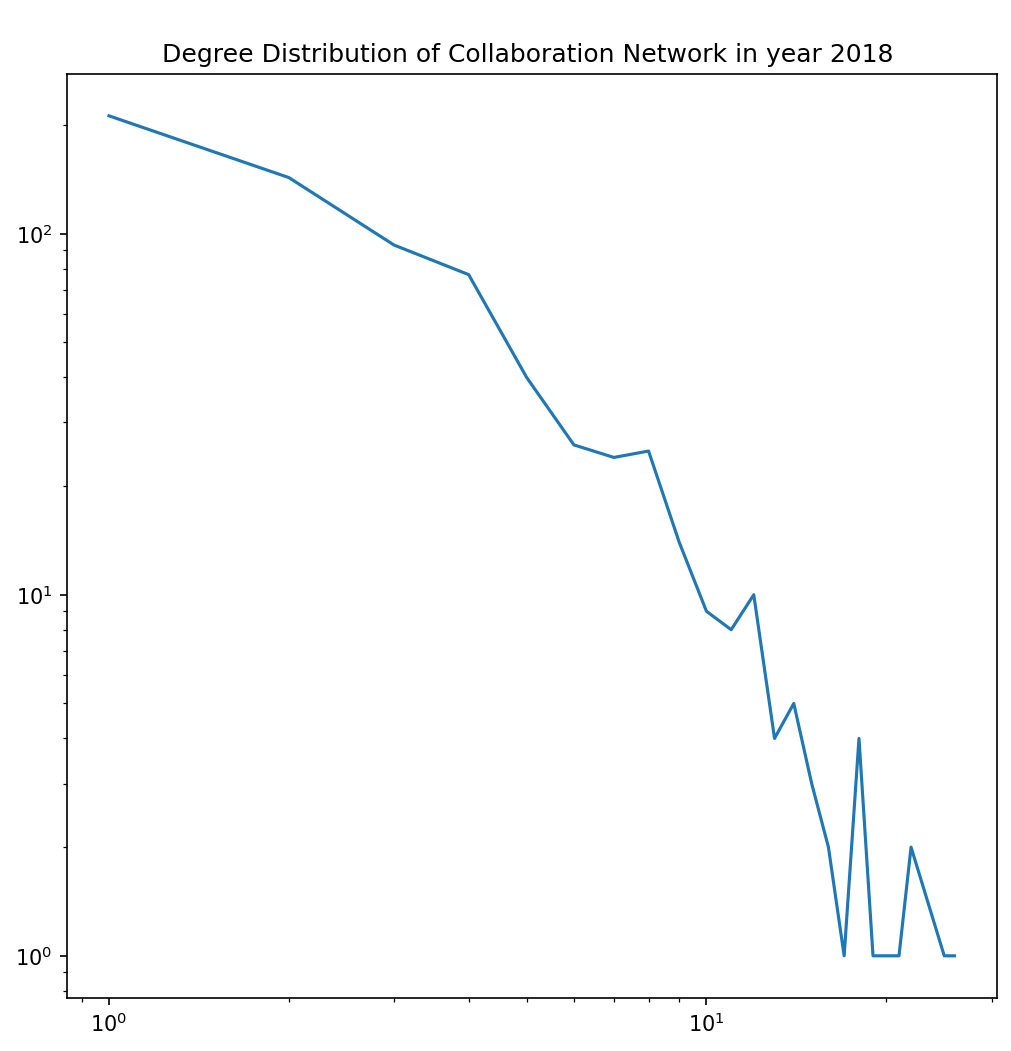 Degree Distribution of Collaboration Network in year 2018
10²
10¹
10⁰
10⁰ 10¹